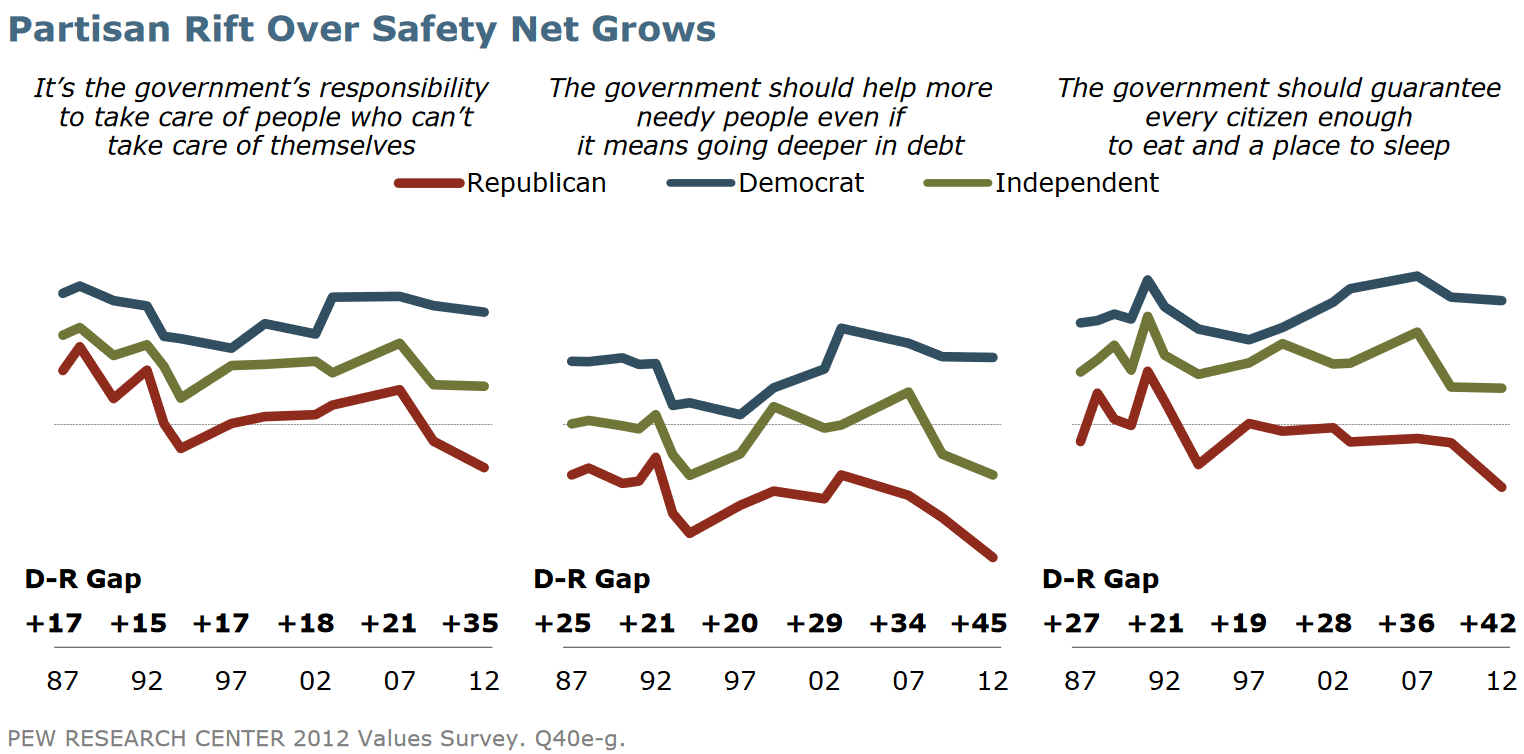 Partisan Rift Over Safety Net Grows
It's the government's responsibility
to take care of people who can't
take care of themselves
The government should help more
needy people even if
it means going deeper in debt
The government should guarantee
every citizen enough
to eat and a place to sleep
Republican Democrat Independent
D-R Gap
+17 +15 +17 +18 +21 +35
87 92 97 02 07 12
D-R Gap
+25 +21 +20 +29 +34 +45
87 92 97 02 07 12
D-R Gap
+27 +21 +19 +28 +36 +42
87 92 97 02 07 12
PEW RESEARCH CENTER 2012 Values Survey. Q40e-g.